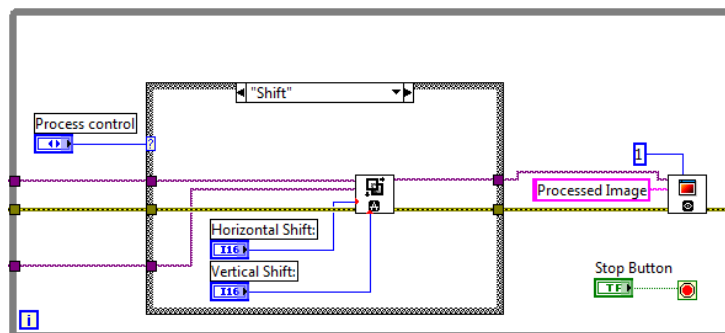 "Shift"
Process control
?
1
Processed Image
Horizontal Shift:
I16
Vertical Shift:
I16
Stop Button
TF
i